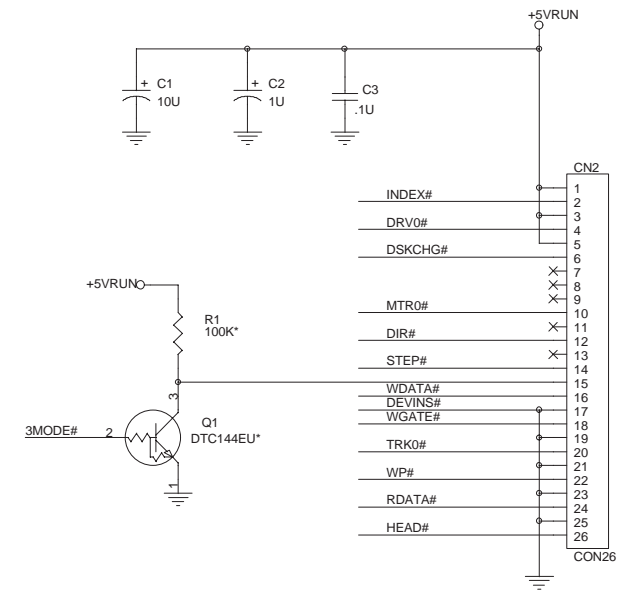 +5VRUN
+ C1
10U
+ C2
1U
C3
.1U
CN2
1
INDEX# 2
3
DRV0# 4
5
DSKCHG# 6
7
8
9
MTR0# 10
11
DIR# 12
13
STEP# 14
15
WDATA# 16
DEVINS# 17
WGATE# 18
19
TRK0# 20
21
WP# 22
23
RDATA# 24
25
HEAD# 26
CON26
+5VRUN
R1
100K*
3
Q1
DTC144EU*
3MODE# 2
1